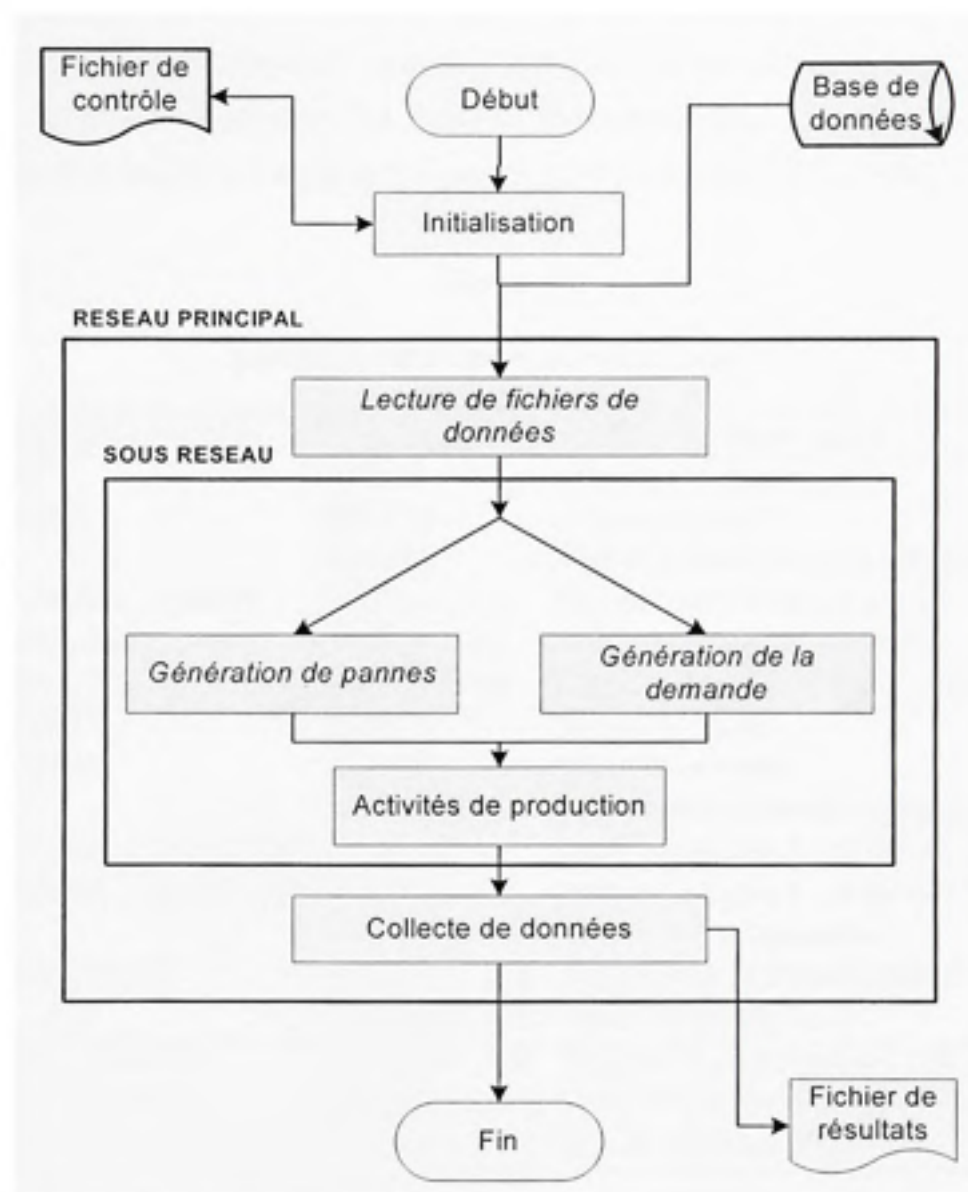 Fichier de
contrôle
Début
Base de
données
Initialisation
RESEAU PRINCIPAL
Lecture de fichiers de
données
SOUS RESEAU
Génération de pannes
Génération de la
demande
Activités de production
Collecte de données
Fin
Fichier de
résultats